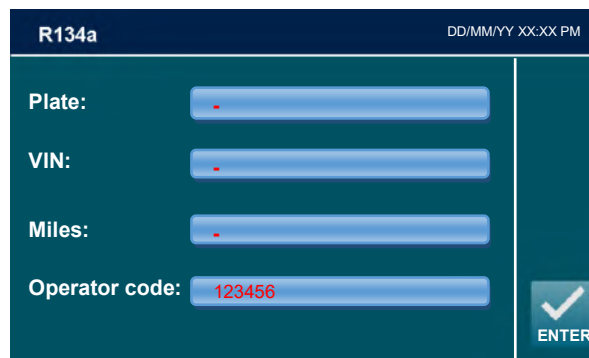 R134a DD/MM/YY XX:XX PM
Plate: -
VIN: -
Miles: -
Operator code: 123456
ENTER